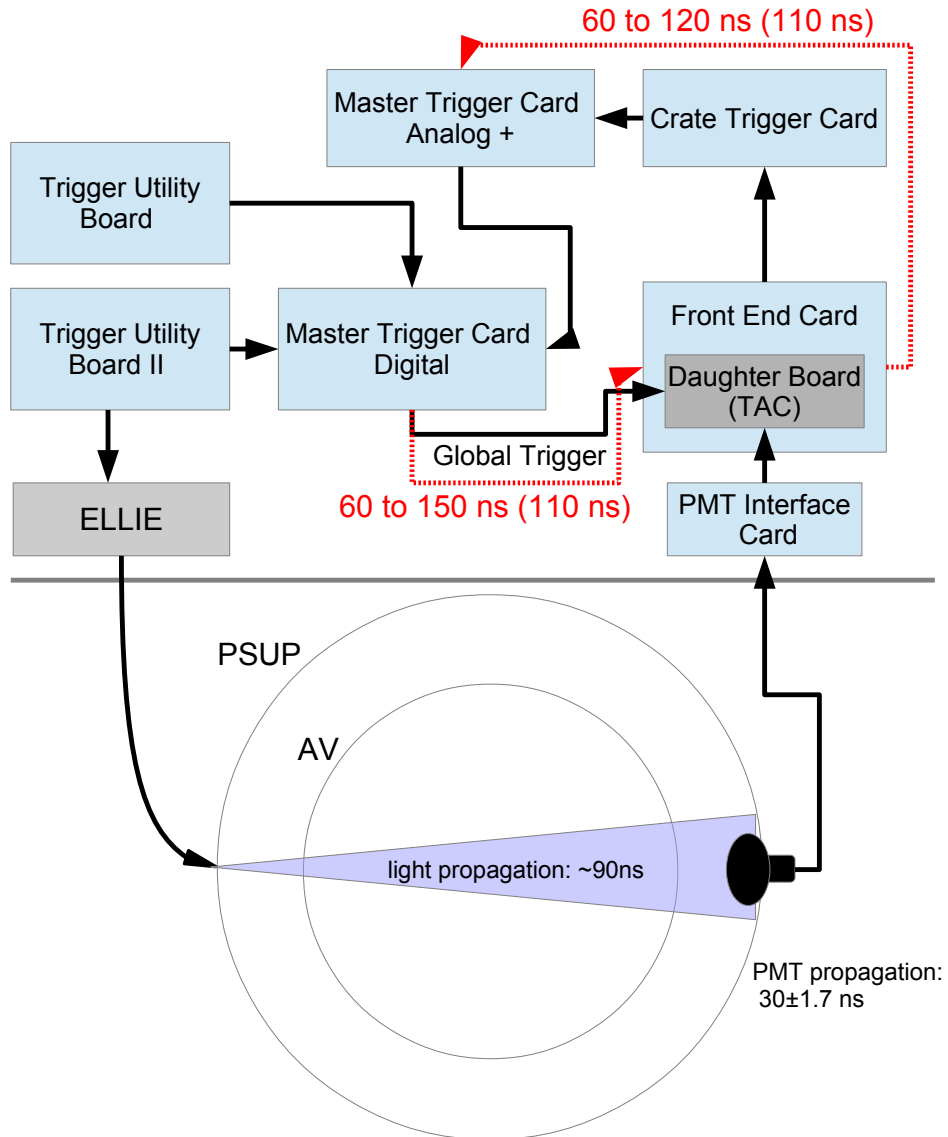 60 to 120 ns (110 ns)
Master Trigger Card
Analog +
Crate Trigger Card
Trigger Utility
Board
Trigger Utility
Board II
Master Trigger Card
Digital
Front End Card
Daughter Board
(TAC)
Global Trigger
60 to 150 ns (110 ns)
ELLIE
PMT Interface
Card
PSUP
AV
light propagation: ~90ns
PMT propagation:
30±1.7 ns